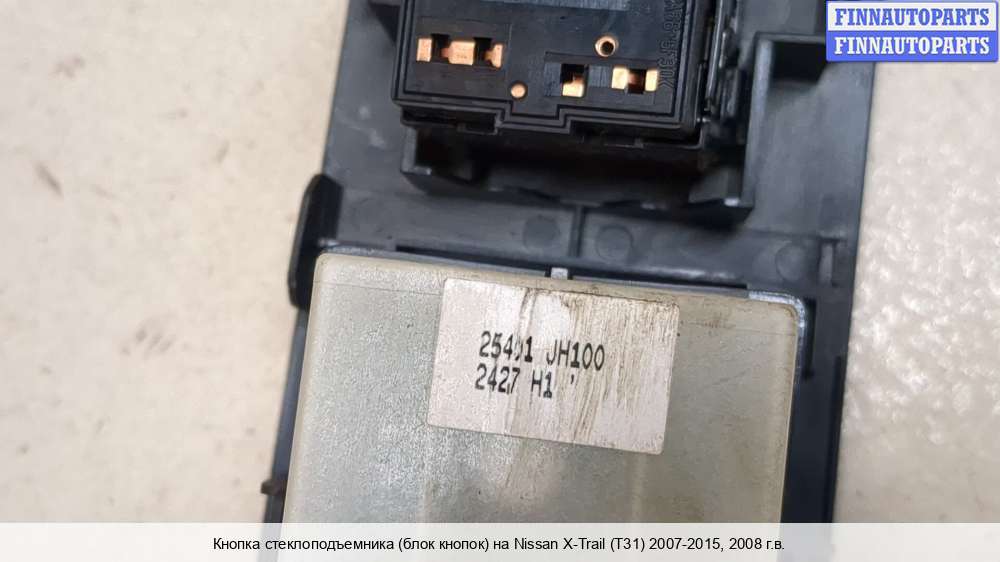 FINNAUTOPARTS
FINNAUTOPARTS
25401 JH100
2427 H1
Кнопка стеклоподъемника (блок кнопок) на Nissan X-Trail (T31) 2007-2015, 2008 г.в.